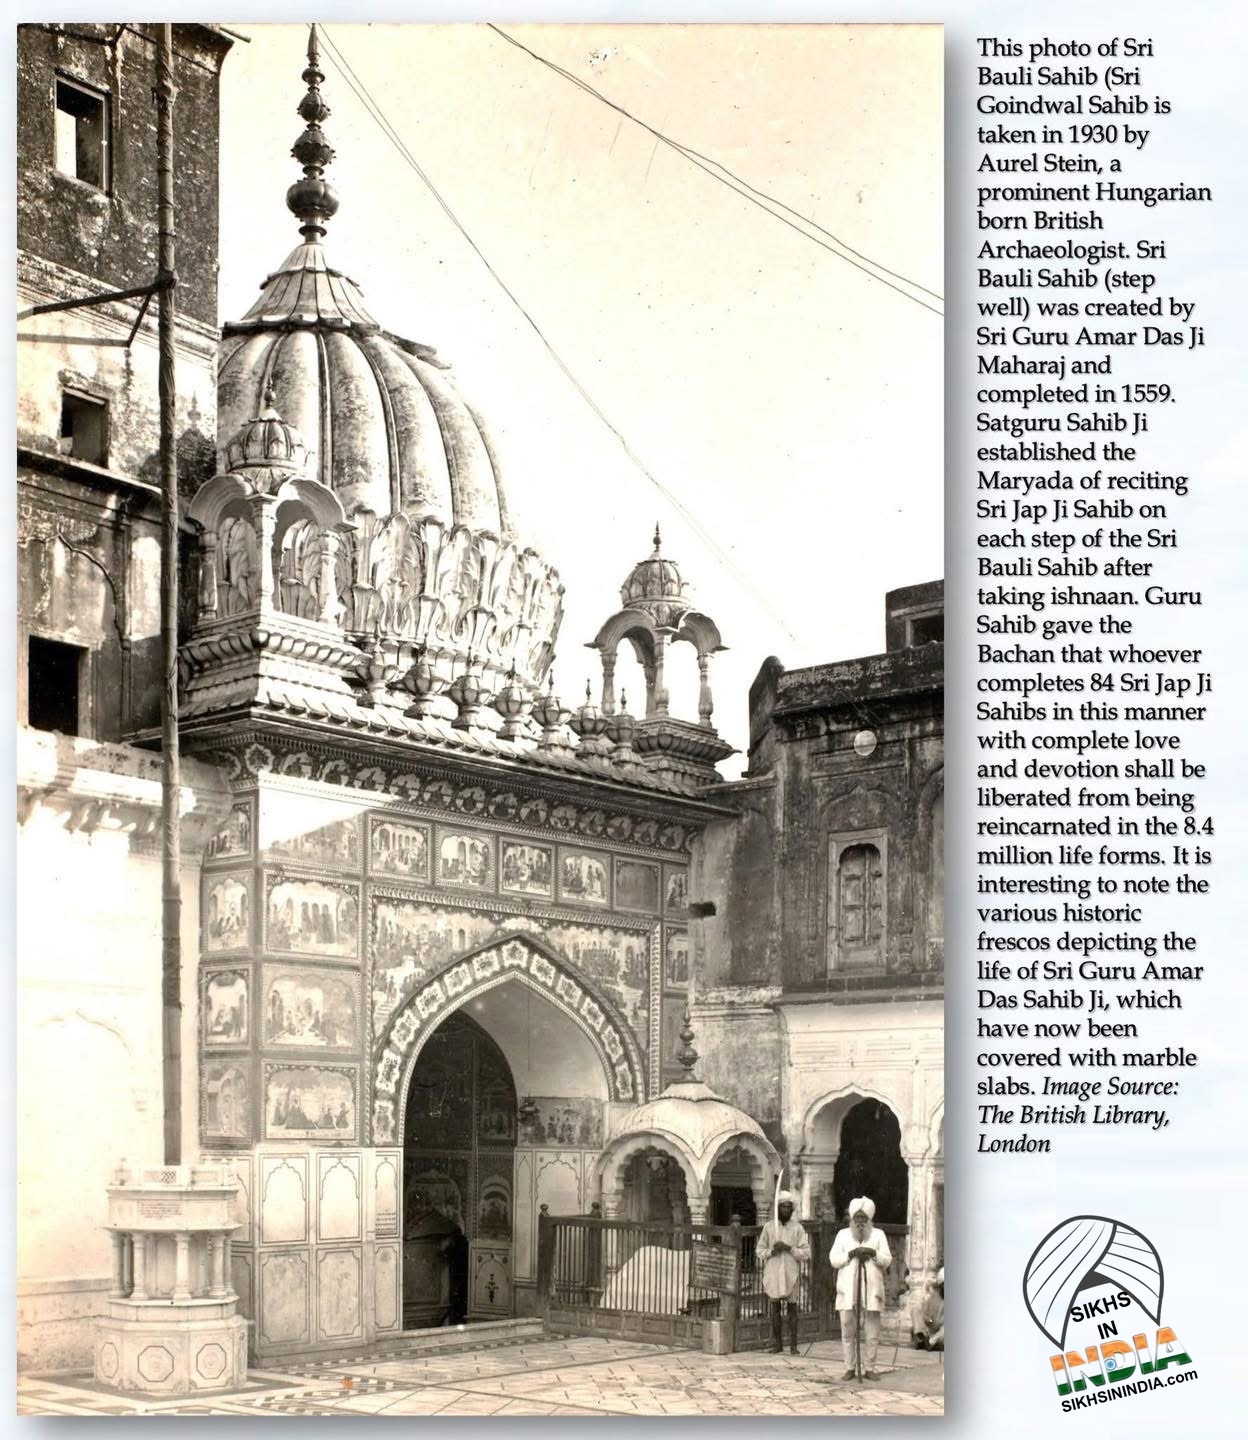 This photo of Sri
Bauli Sahib (Sri
Goindwal Sahib is
taken in 1930 by
Aurel Stein, a
prominent Hungarian
born British
Archaeologist. Sri
Bauli Sahib (step
well) was created by
Sri Guru Amar Das Ji
Maharaj and
completed in 1559.
Satguru Sahib Ji
established the
Maryada of reciting
Sri Jap Ji Sahib on
each step of the Sri
Bauli Sahib after
taking ishnaan. Guru
Sahib gave the
Bachan that whoever
completes 84 Sri Jap Ji
Sahibs in this manner
with complete love
and devotion shall be
liberated from being
reincarnated in the 8.4
million life forms. It is
interesting to note the
various historic
frescos depicting the
life of Sri Guru Amar
Das Sahib Ji, which
have now been
covered with marble
slabs. Image Source:
The British Library,
London
SIKHS
IN
INDIA
SIKHSININDIA.com